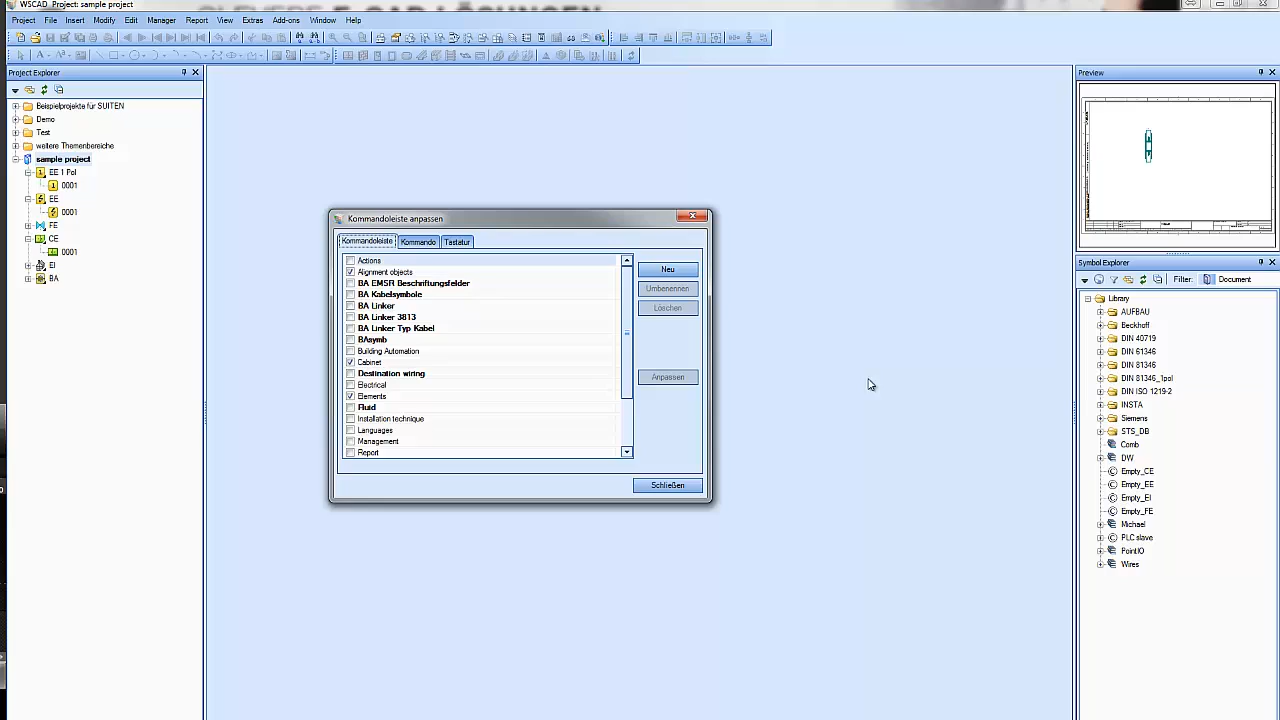 WSCAD Project: sample project
E-CAD LÖSUNGEN
Project File Insert Modify Edit Manager Report View Extras Add-ons Window Help
Project Explorer
Beispielprojekte für SUITEN
Demo
Test
weitere Themenbereiche
sample project
EE 1 Pol
0001
EE
0001
FE
CE
0001
EI
BA
Kommandoleiste anpassen
Kommandoleiste Kommando Tastatur
Actions
Alignment objects
BA EMSR Beschriftungsfelder
BA Kabelsymbole
BA Linker
BA Linker 3813
BA Linker Typ Kabel
BAsymb
Building Automation
Cabinet
Destination wiring
Electrical
Elements
Fluid
Installation technique
Languages
Management
Report
Neu
Umbenennen
Löschen
Anpassen
Schließen
Preview
Symbol Explorer
Filter: Document
Library
AUFBAU
Beckhoff
DIN 40719
DIN 61346
DIN 81346
DIN 81346_1pol
DIN ISO 1219-2
INSTA
Siemens
STS_DB
Comb
DW
Empty_CE
Empty_EE
Empty_EI
Empty_FE
Michael
PLC slave
PointIO
Wires